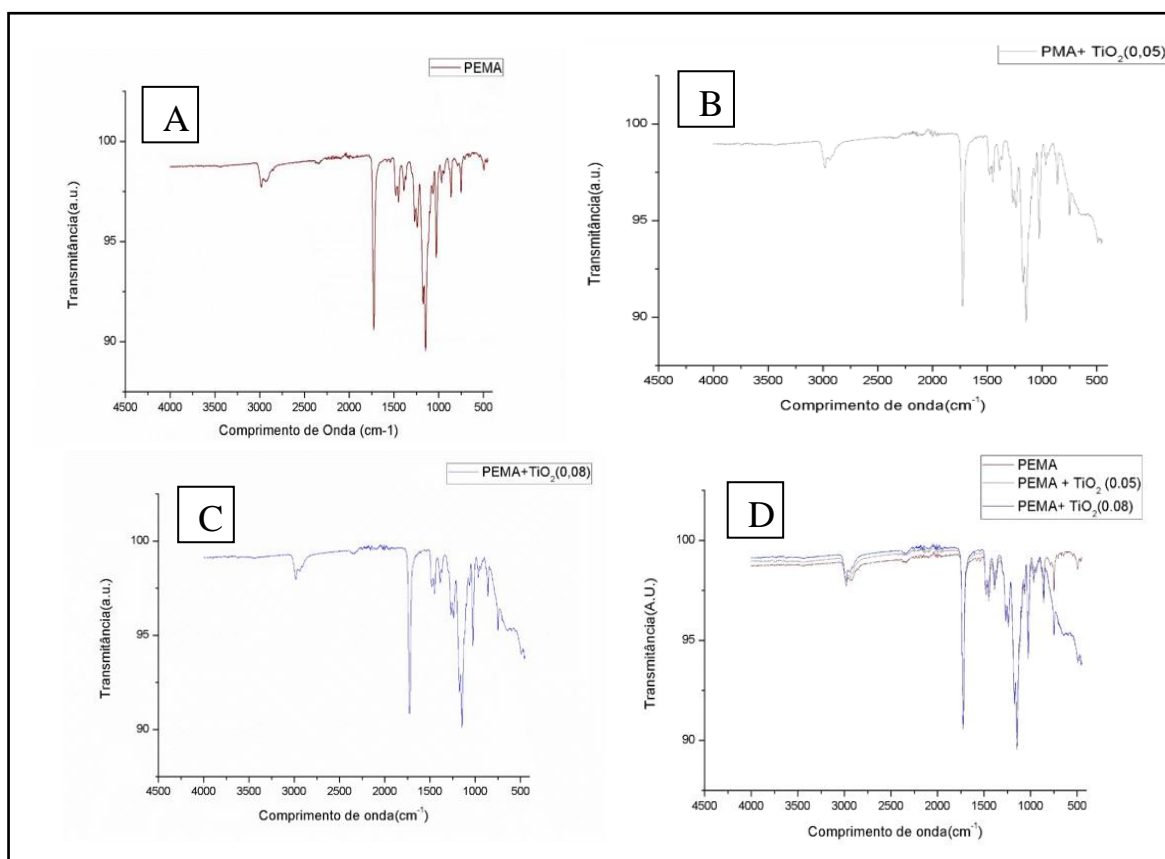 PEMA
A
Transmitância(a.u.)
100
95
90
4500 4000 3500 3000 2500 2000 1500 1000 500
Comprimento de Onda (cm-1)
PMA+ TiO₂(0,05)
B
Transmitância(a.u.)
100
95
90
4500 4000 3500 3000 2500 2000 1500 1000 500
Comprimento de onda(cm⁻¹)
PEMA+TiO₂(0,08)
C
Transmitância(a.u.)
100
95
90
4500 4000 3500 3000 2500 2000 1500 1000 500
Comprimento de onda(cm⁻¹)
PEMA
PEMA + TiO₂ (0.05)
PEMA+ TiO₂(0.08)
D
Transmitância(A.U.)
100
95
90
4500 4000 3500 3000 2500 2000 1500 1000 500
Comprimento de onda(cm⁻¹)